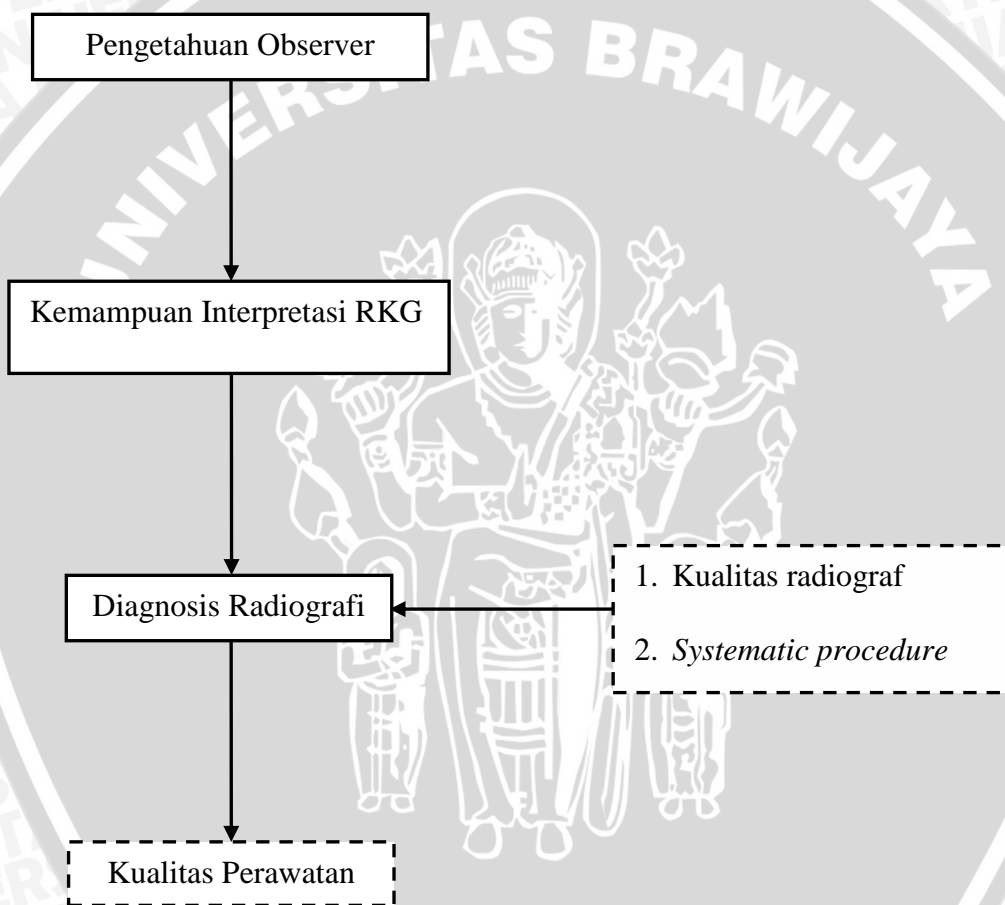 Pengetahuan Observer
UNIVERSITAS BRAWIJAYA
Kemampuan Interpretasi RKG
Diagnosis Radiografi
1. Kualitas radiograf
2. Systematic procedure
Kualitas Perawatan